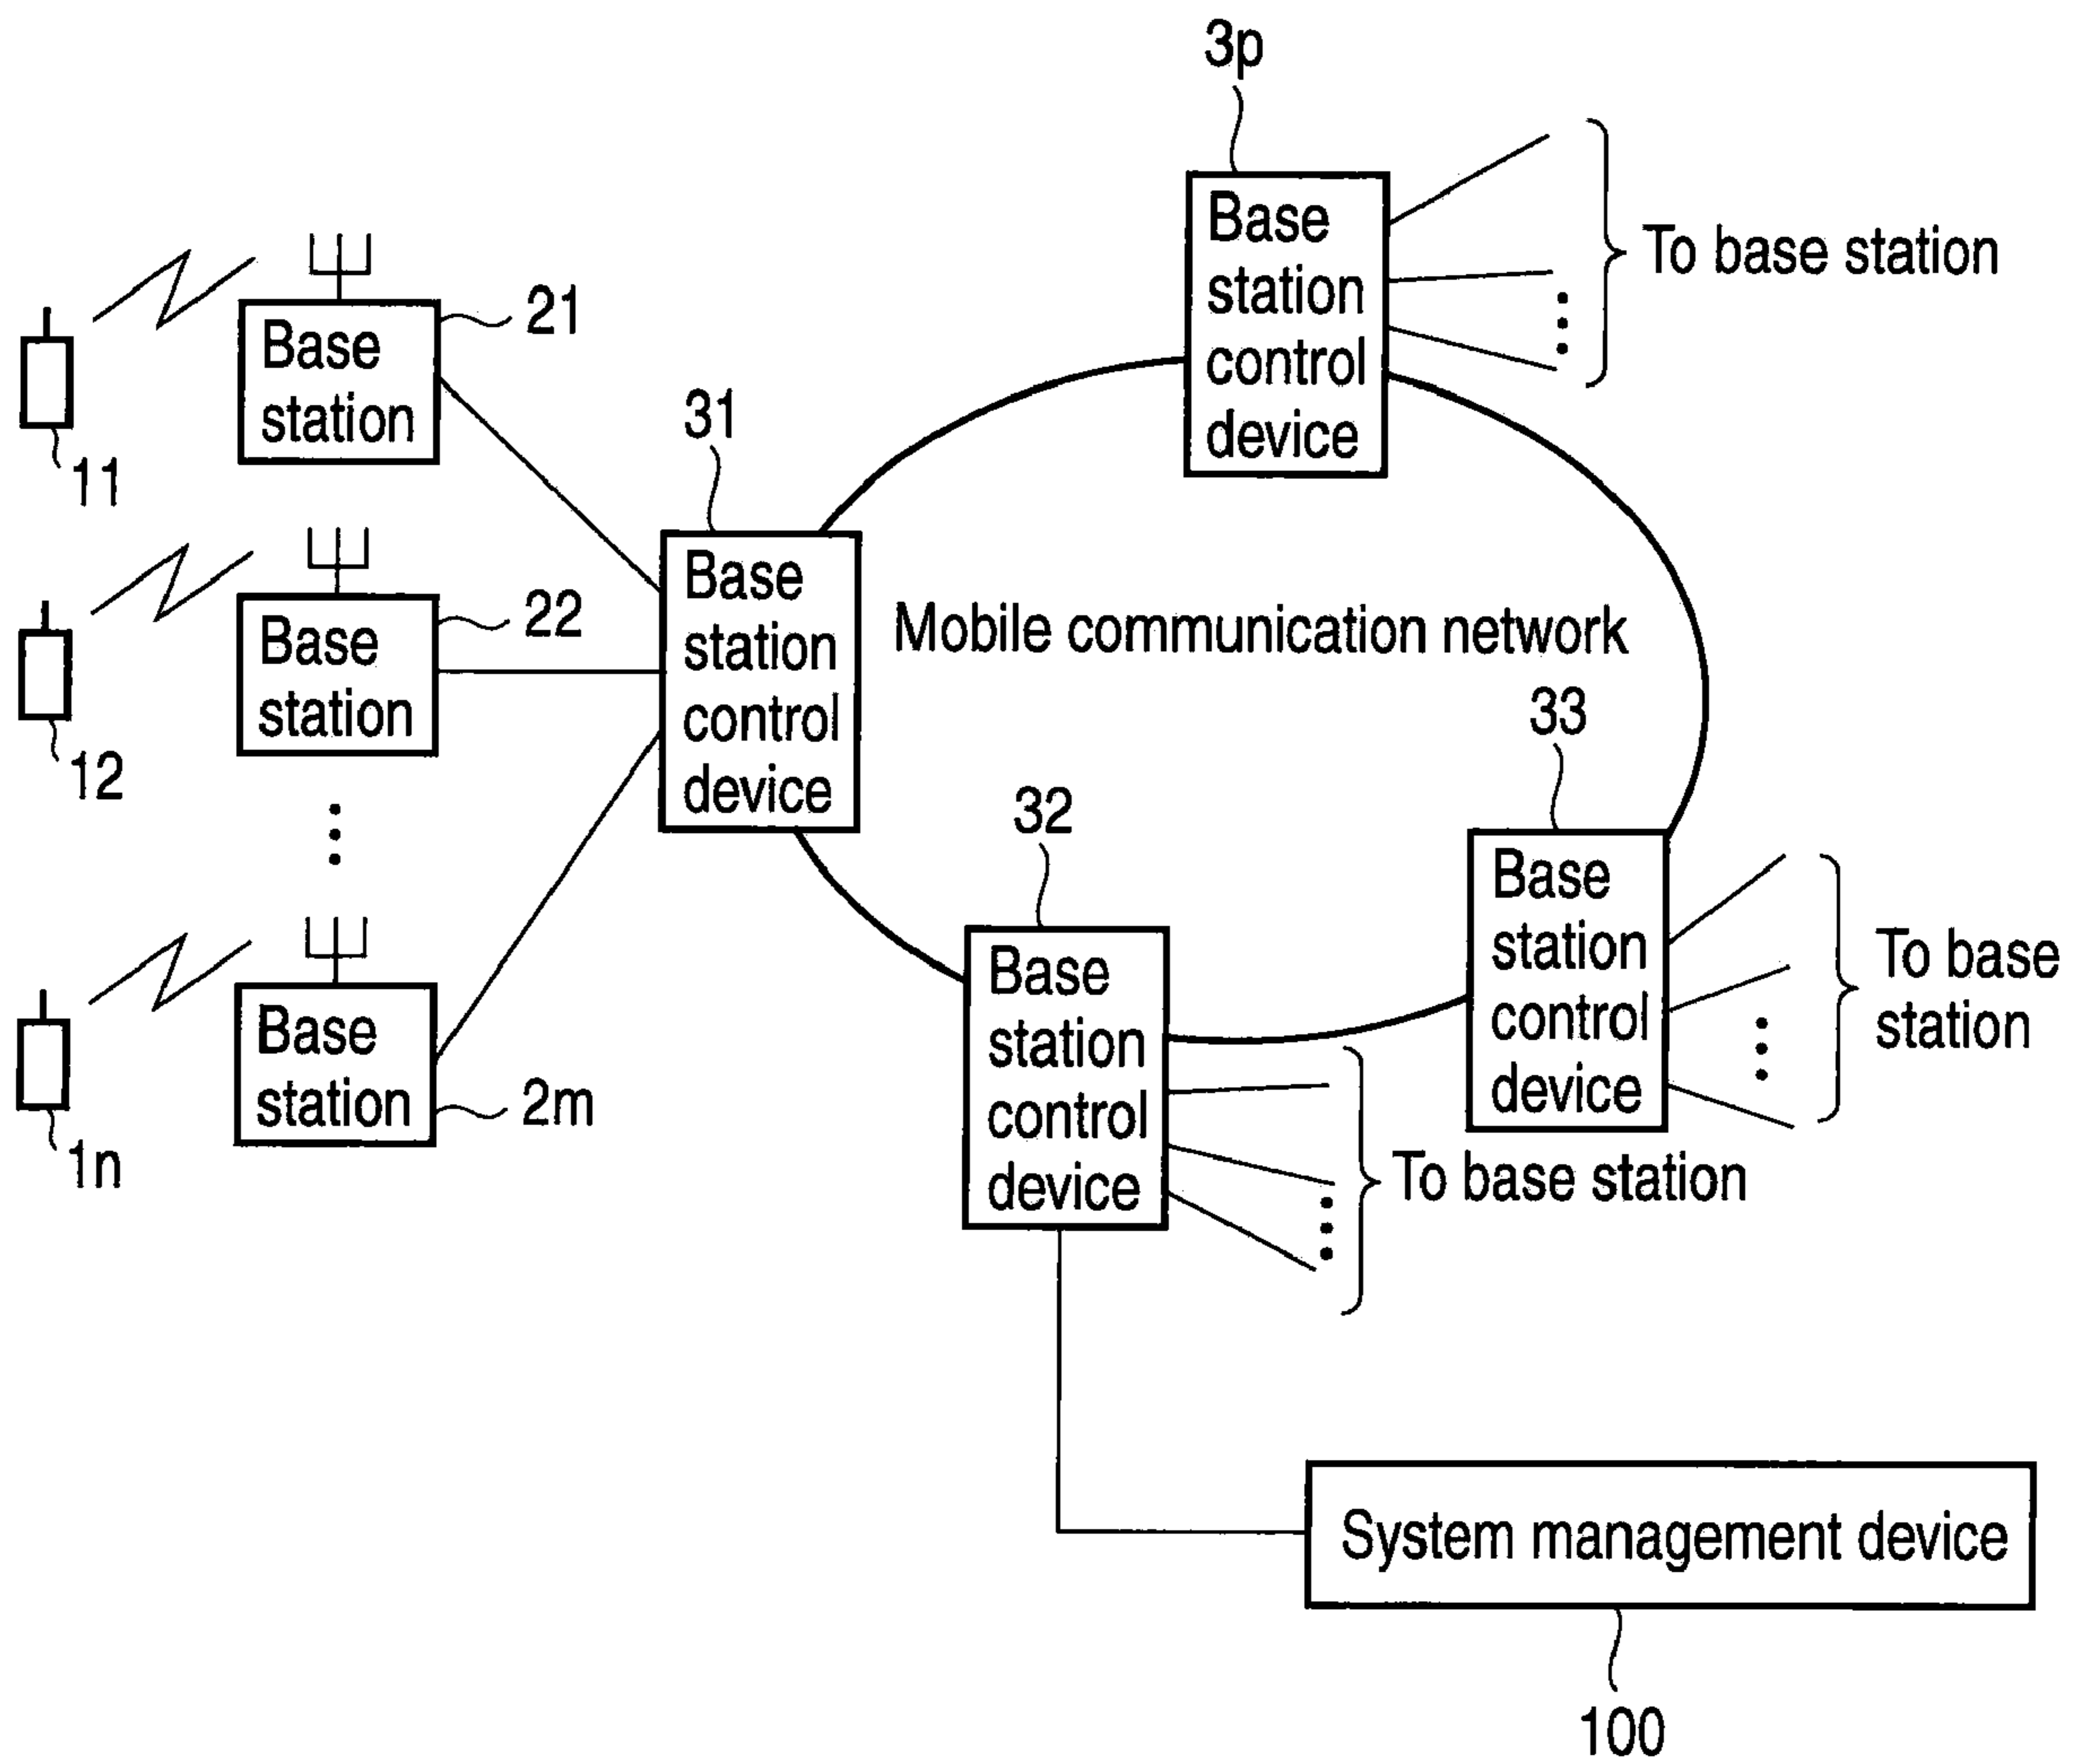 3p
Base
station
control
device
To base station
21
Base
station
11
31
Base
station
control
device
22
Base
station
12
Mobile communication network
33
Base
station
control
device
To base
station
32
Base
station
control
device
To base station
Base
station
2m
1n
System management device
100